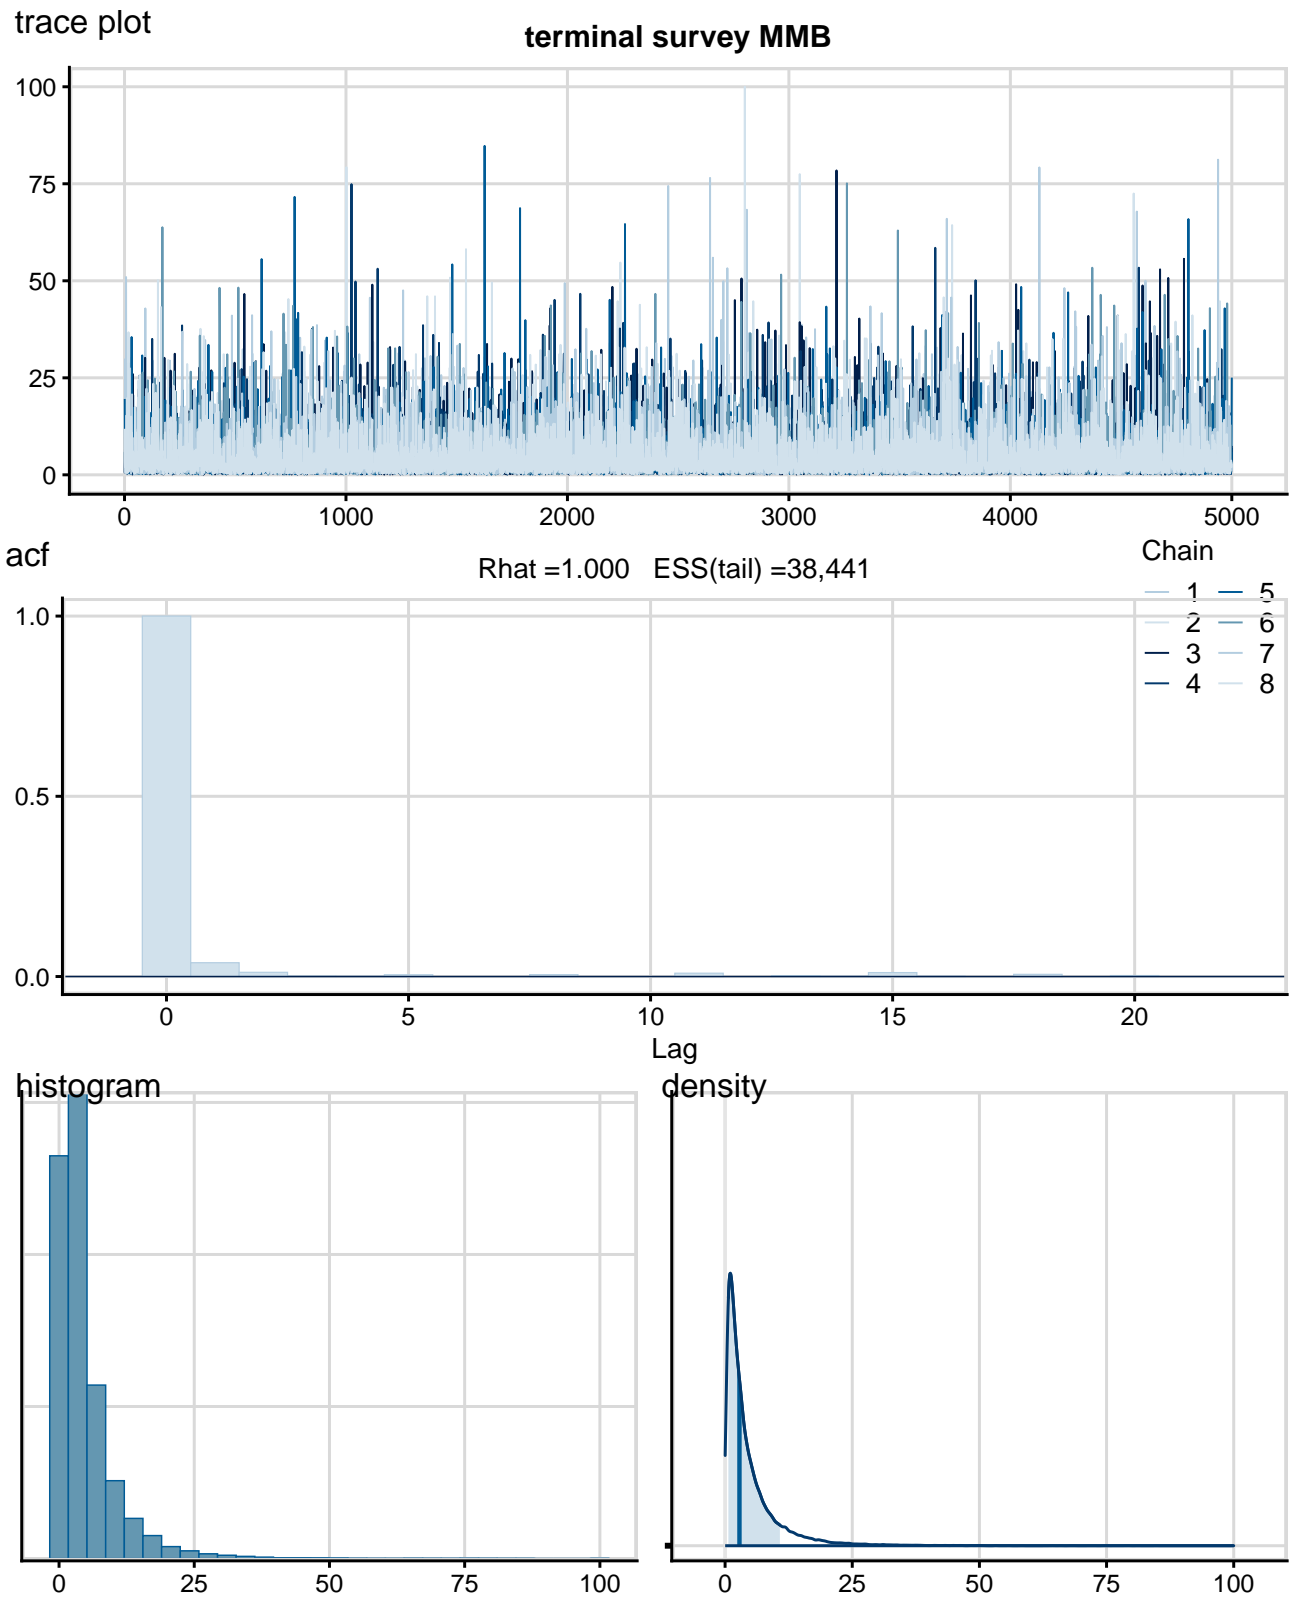 trace plot
terminal survey MMB
100
75
50
25
0
0 1000 2000 3000 4000 5000
acf
Rhat =1.000 ESS(tail) =38,441
Chain
1 5
2 6
3 7
4 8
1.0
0.5
0.0
0 5 10 15 20
Lag
histogram
density
0 25 50 75 100
0 25 50 75 100